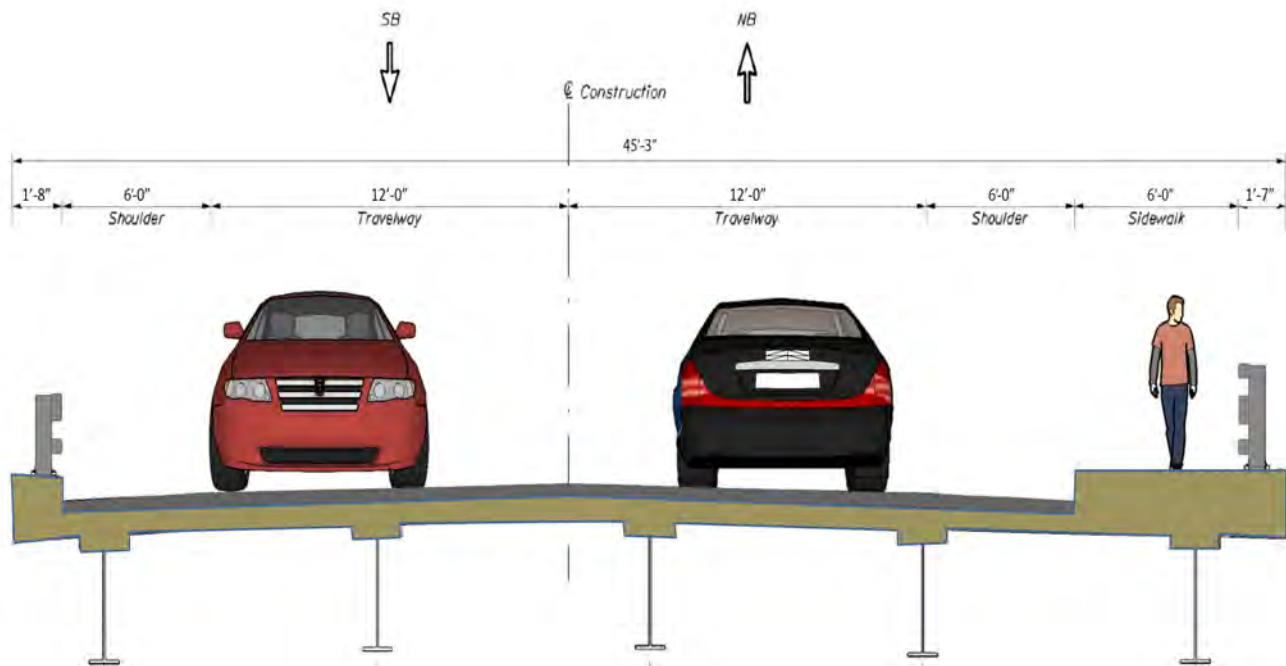 SB
NB
℄ Construction
45'-3"
1'-8" 6'-0" 12'-0" 12'-0" 6'-0" 6'-0" 1'-7"
Shoulder Travelway Travelway Shoulder Sidewalk